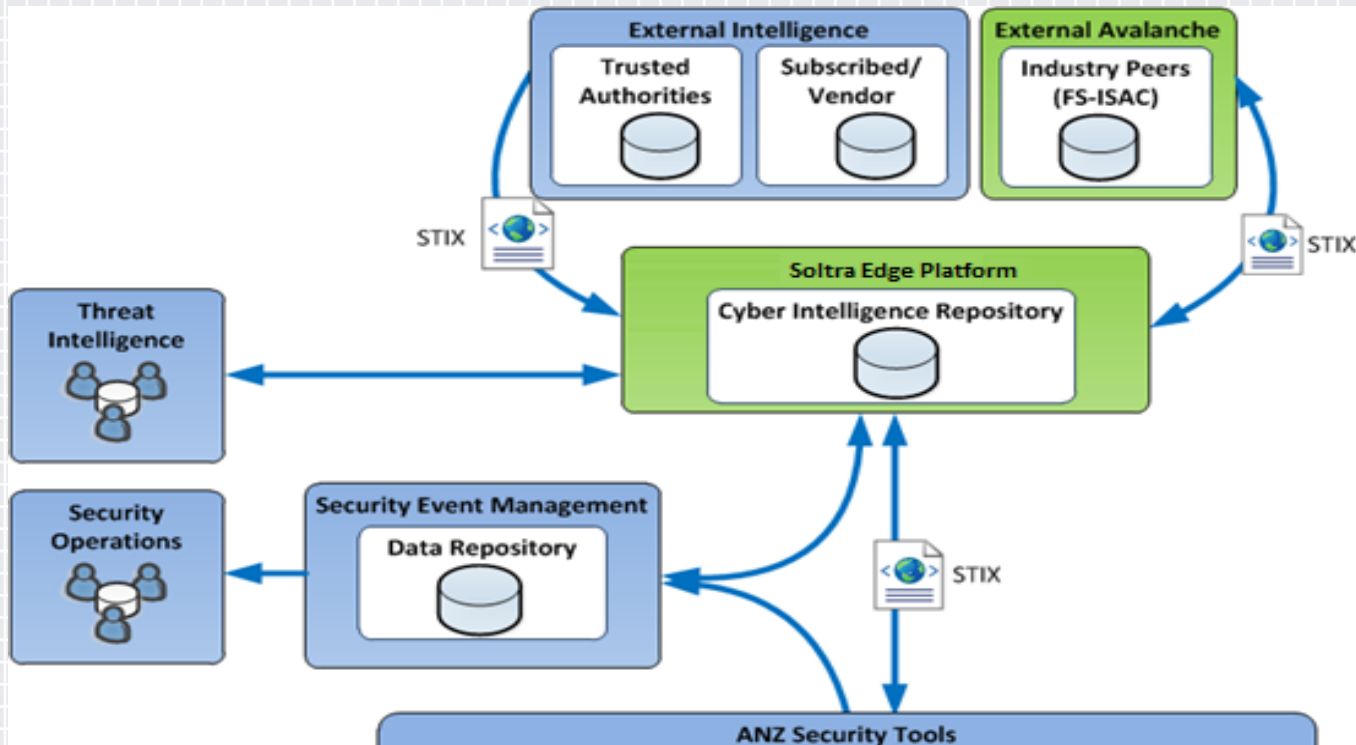 External Intelligence
External Avalanche
Trusted
Authorities
Subscribed/
Vendor
Industry Peers
(FS-ISAC)
STIX
STIX
Soltra Edge Platform
Cyber Intelligence Repository
Threat
Intelligence
Security
Operations
Security Event Management
Data Repository
STIX
ANZ Security Tools